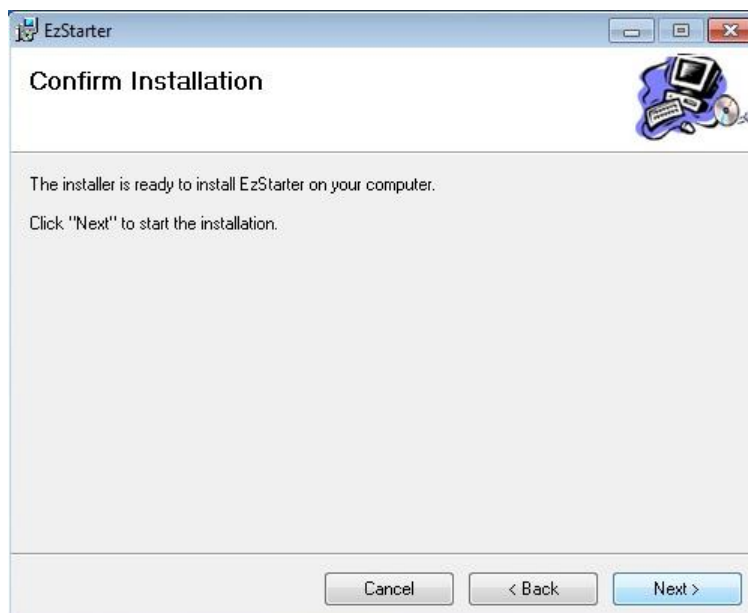 EzStarter
Confirm Installation
The installer is ready to install EzStarter on your computer.
Click "Next" to start the installation.
Cancel
< Back
Next >